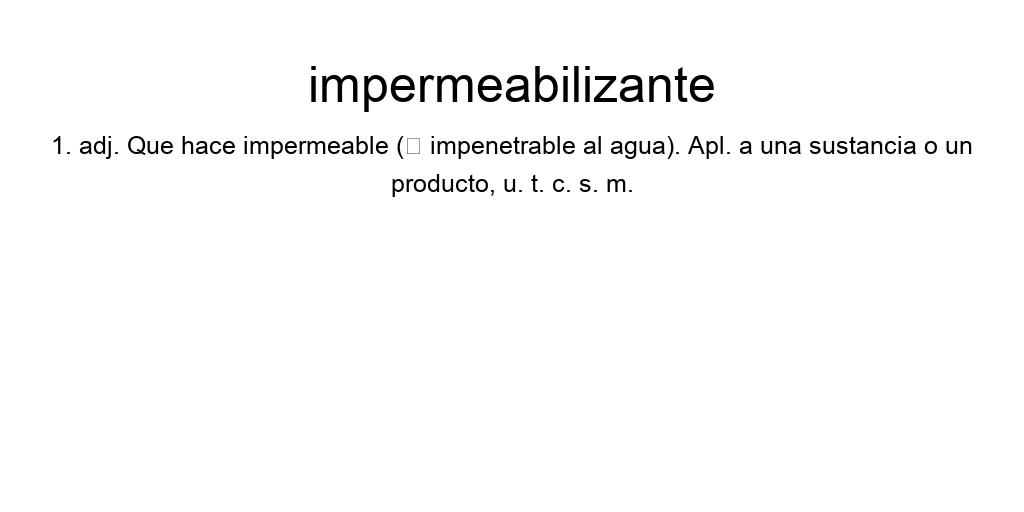 impermeabilizante
1. adj. Que hace impermeable (▯ impenetrable al agua). Apl. a una sustancia o un
producto, u. t. c. s. m.